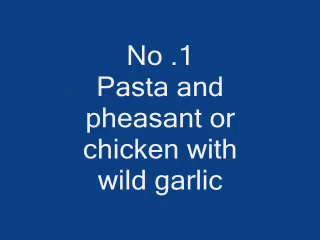 No .1
Pasta and
pheasant or
chicken with
wild garlic